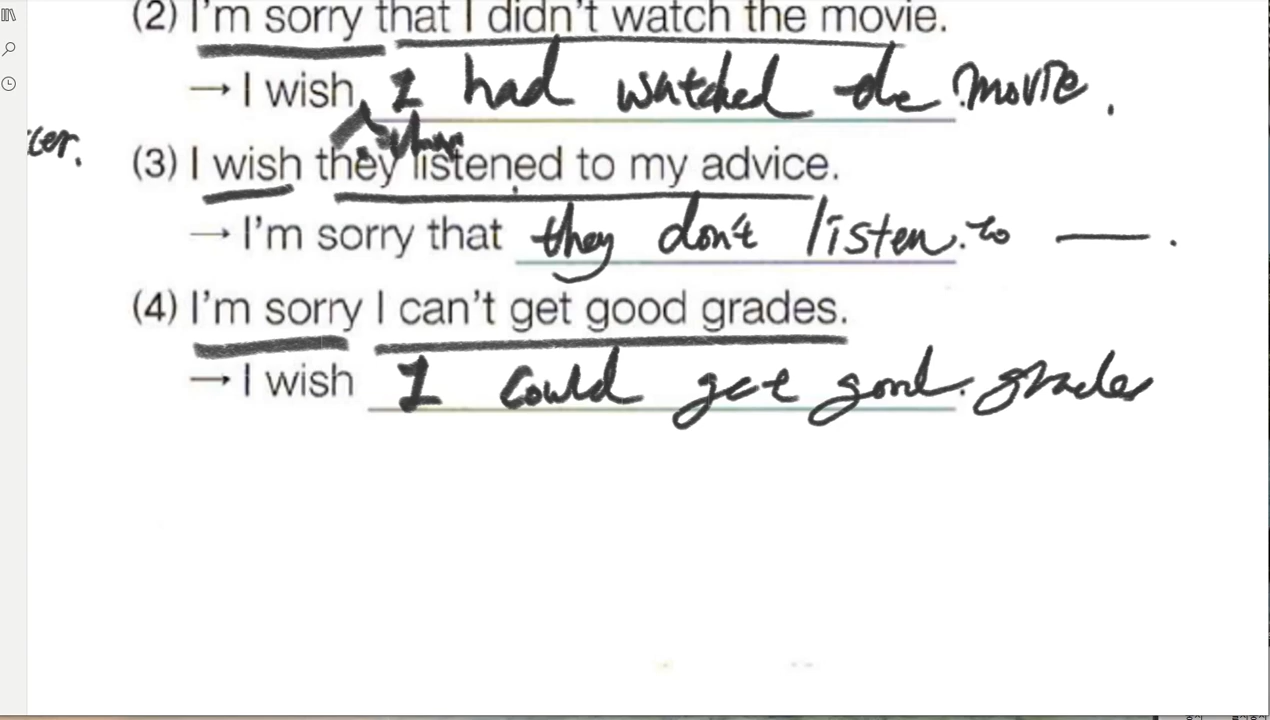 (2) I'm sorry that I didn't watch the movie.
→ I wish I had watched the movie.
cer.
(3) I wish they listened to my advice.
→ I'm sorry that they don't listen. to —.
(4) I'm sorry I can't get good grades.
→ I wish I could get good. grades